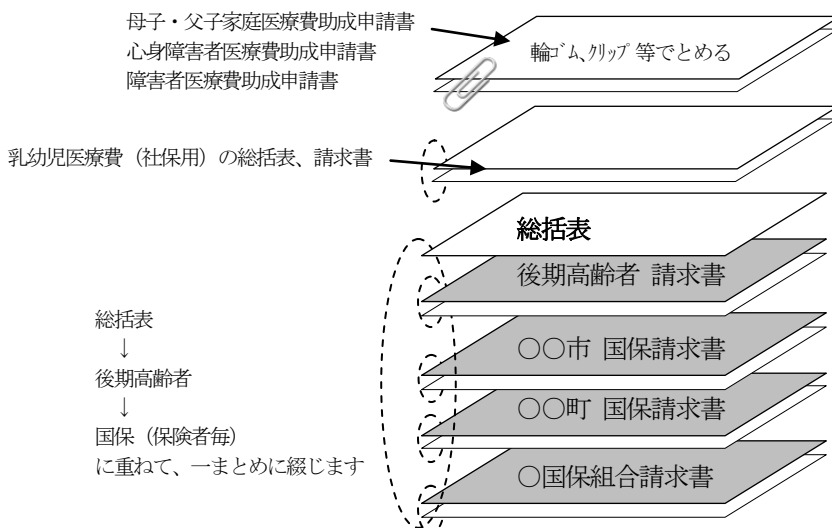 母子・父子家庭医療費助成申請書
心身障害者医療費助成申請書
障害者医療費助成申請書
輪ｺﾞﾑ、ｸﾘｯﾌﾟ等でとめる
乳幼児医療費（社保用）の総括表、請求書
総括表
後期高齢者 請求書
○○市 国保請求書
○○町 国保請求書
○国保組合請求書
総括表
↓
後期高齢者
↓
国保（保険者毎）
に重ねて、一まとめに綴じます